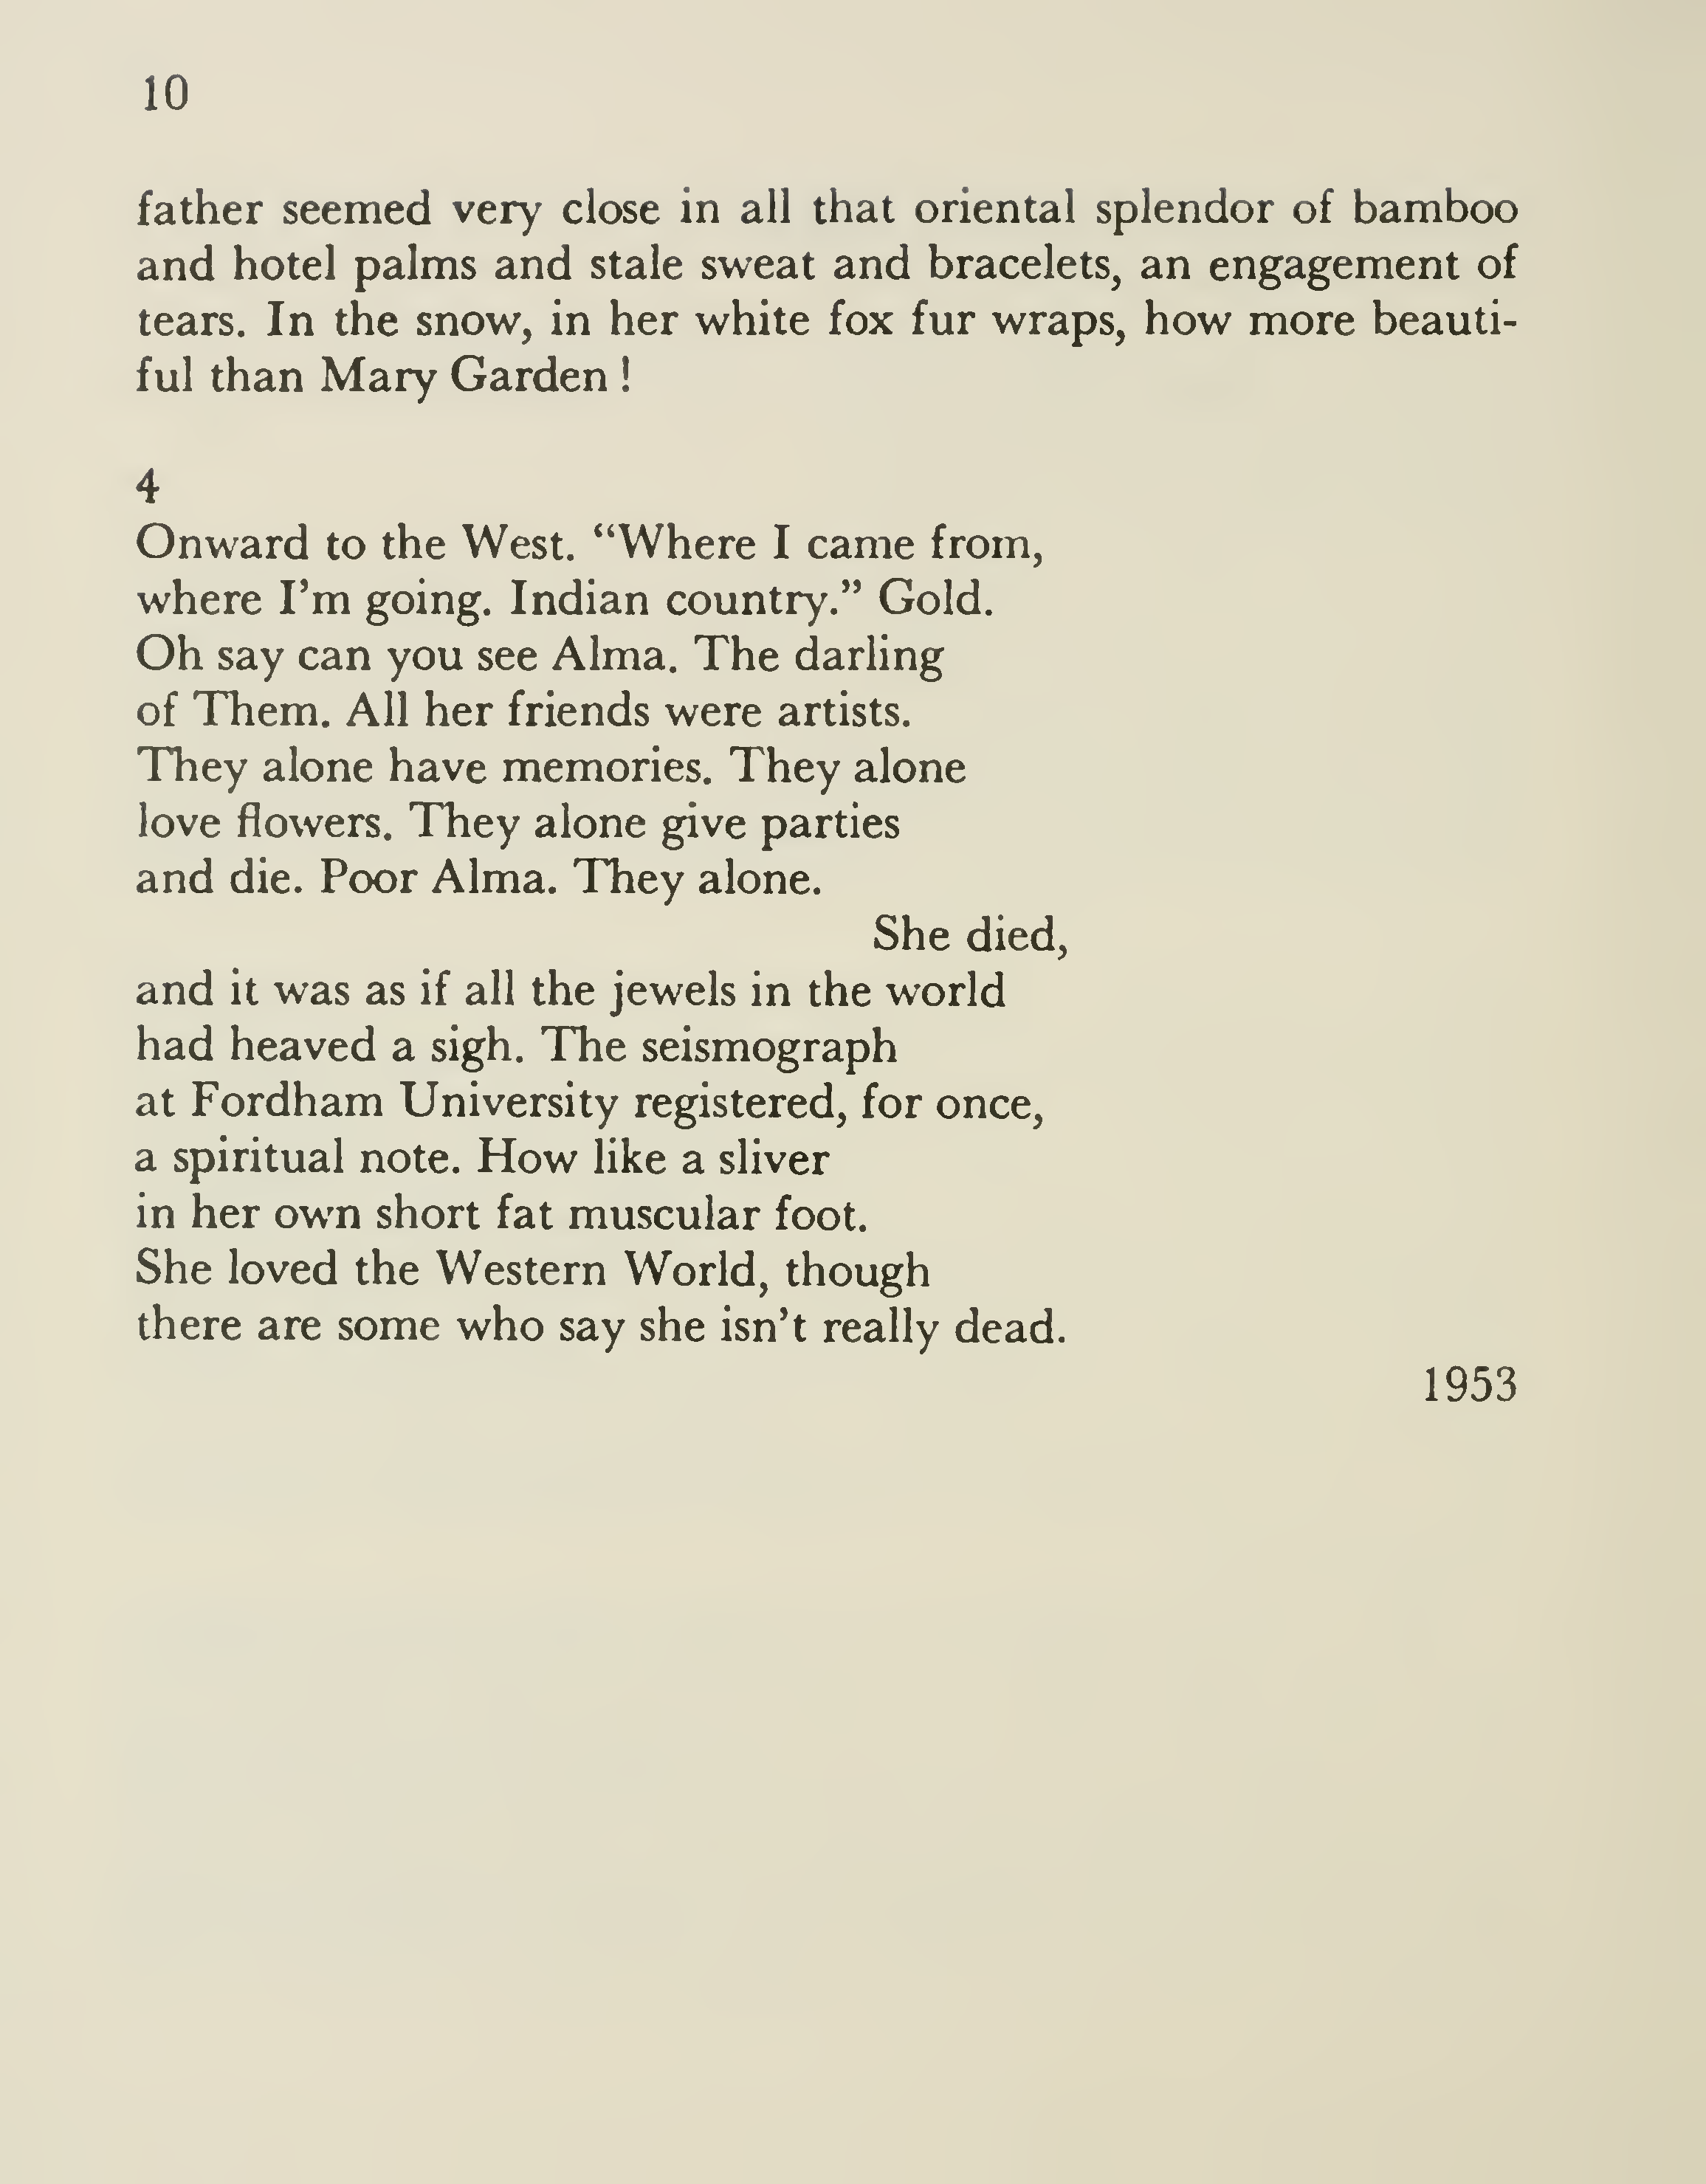 10
father seemed very close in all that oriental splendor of bamboo
and hotel palms and stale sweat and bracelets, an engagement of
tears. In the snow, in her white fox fur wraps, how more beauti-
ful than Mary Garden !
4
Onward to the West. “Where I came from,
where I’m going. Indian country.” Gold.
Oh say can you see Alma. The darling
of Them. All her friends were artists.
They alone have memories. They alone
love flowers. They alone give parties
and die. Poor Alma. They alone.
She died,
and it was as if all the jewels in the world
had heaved a sigh. The seismograph
at Fordham University registered, for once,
a spiritual note. How like a sliver
in her own short fat muscular foot.
She loved the Western World, though
there are some who say she isn’t really dead.
1953